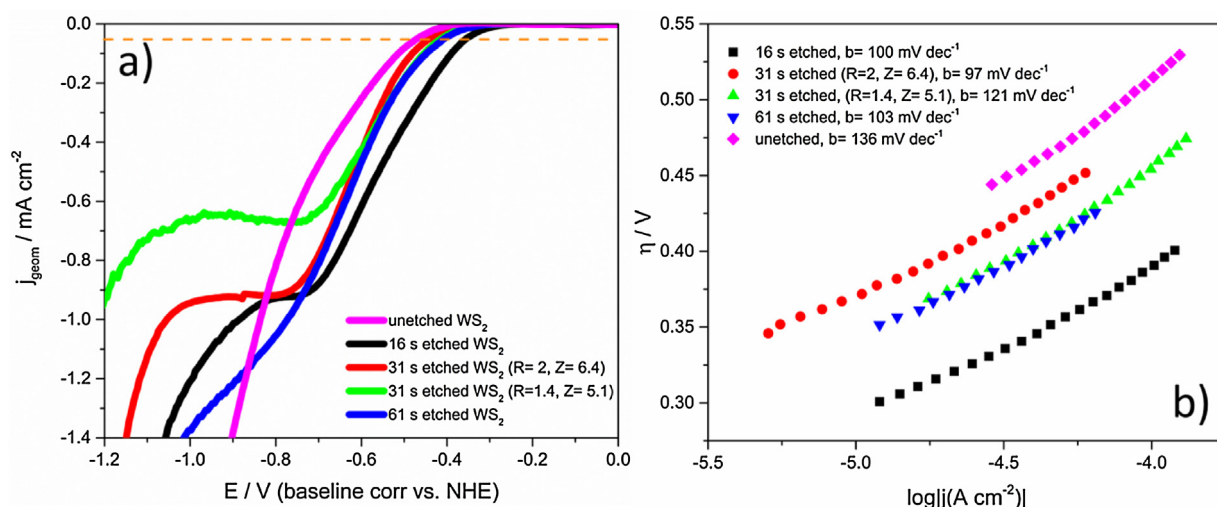 a)
0.0
-0.2
-0.4
-0.6
-0.8
-1.0
-1.2
-1.4
j_geom / mA cm⁻²
unetched WS₂
16 s etched WS₂
31 s etched WS₂ (R= 2, Z= 6.4)
31 s etched WS₂ (R=1.4, Z= 5.1)
61 s etched WS₂
-1.2 -1.0 -0.8 -0.6 -0.4 -0.2 0.0
E / V (baseline corr vs. NHE)
0.55
0.50
0.45
0.40
0.35
0.30
η / V
16 s etched, b= 100 mV dec⁻¹
31 s etched (R=2, Z= 6.4), b= 97 mV dec⁻¹
31 s etched, (R=1.4, Z= 5.1), b= 121 mV dec⁻¹
61 s etched, b= 103 mV dec⁻¹
unetched, b= 136 mV dec⁻¹
b)
-5.5 -5.0 -4.5 -4.0
log|j(A cm⁻²)|